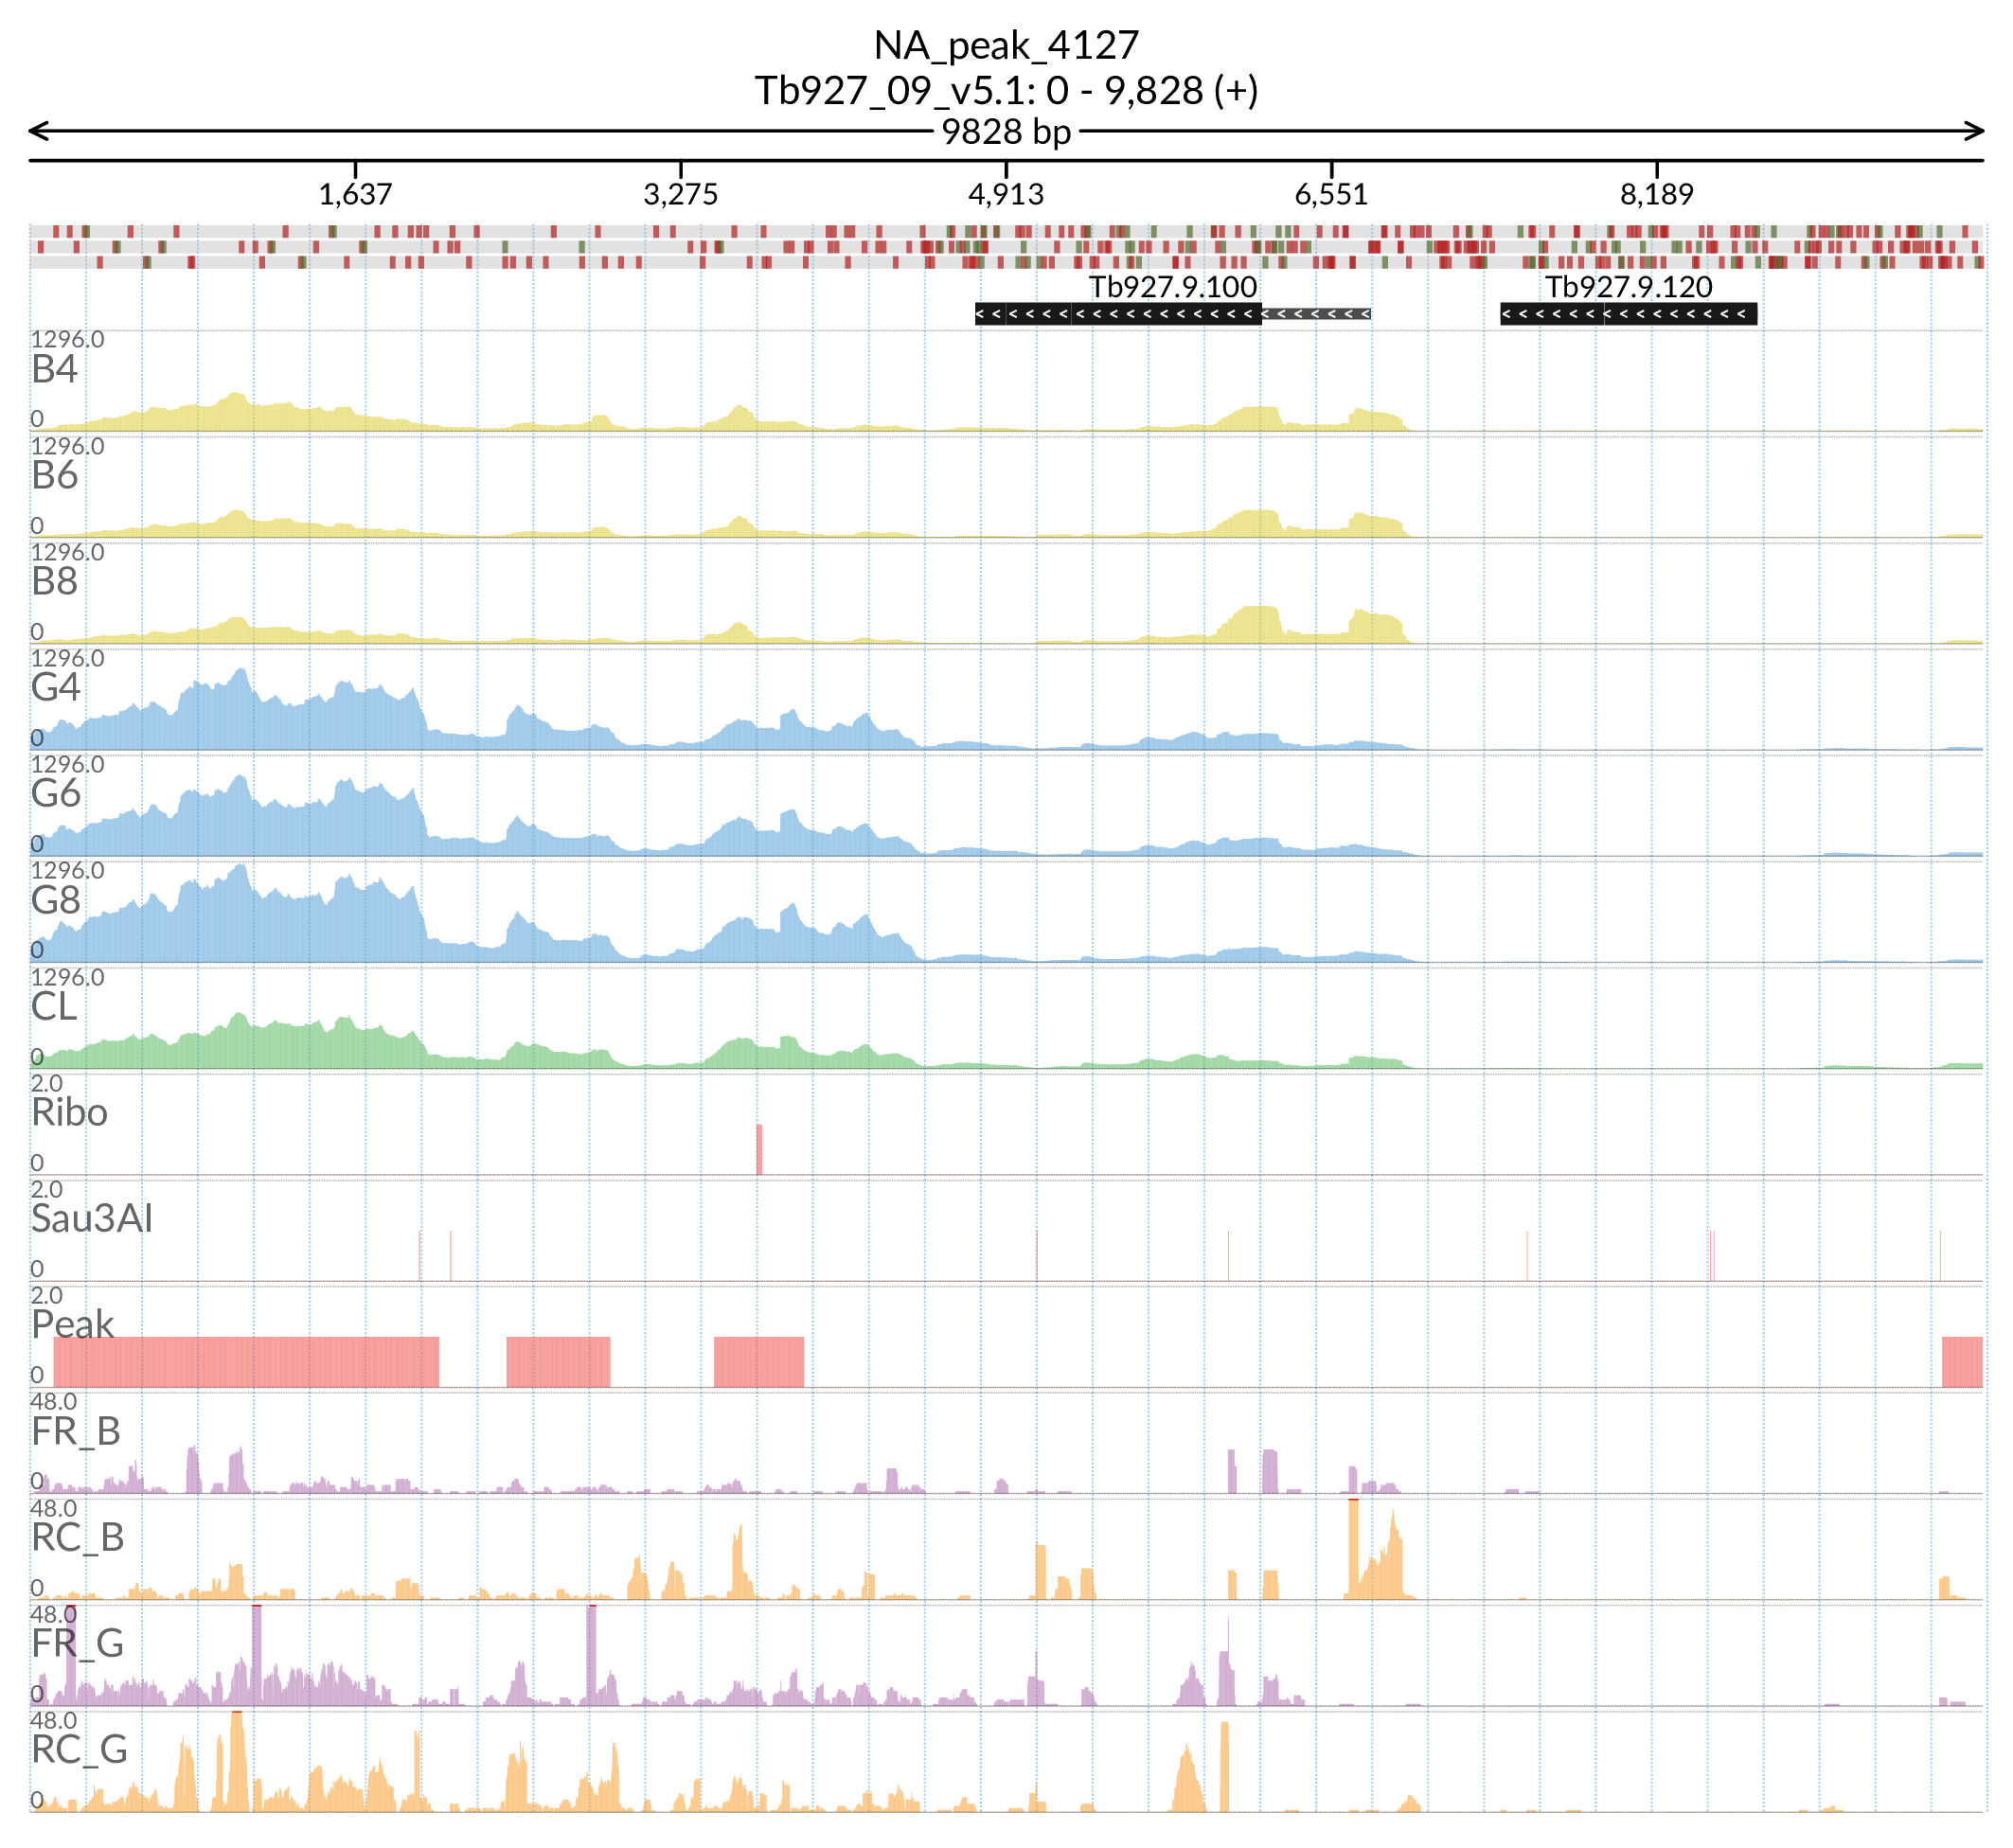 NA_peak_4127
Tb927_09_v5.1: 0 - 9,828 (+)
9828 bp
1,637 3,275 4,913 6,551 8,189
Tb927.9.100 Tb927.9.120
1296.0
B4
0
1296.0
B6
0
1296.0
B8
0
1296.0
G4
0
1296.0
G6
0
1296.0
G8
0
1296.0
CL
0
2.0
Ribo
0
2.0
Sau3AI
0
2.0
Peak
0
48.0
FR_B
0
48.0
RC_B
0
48.0
FR_G
0
48.0
RC_G
0